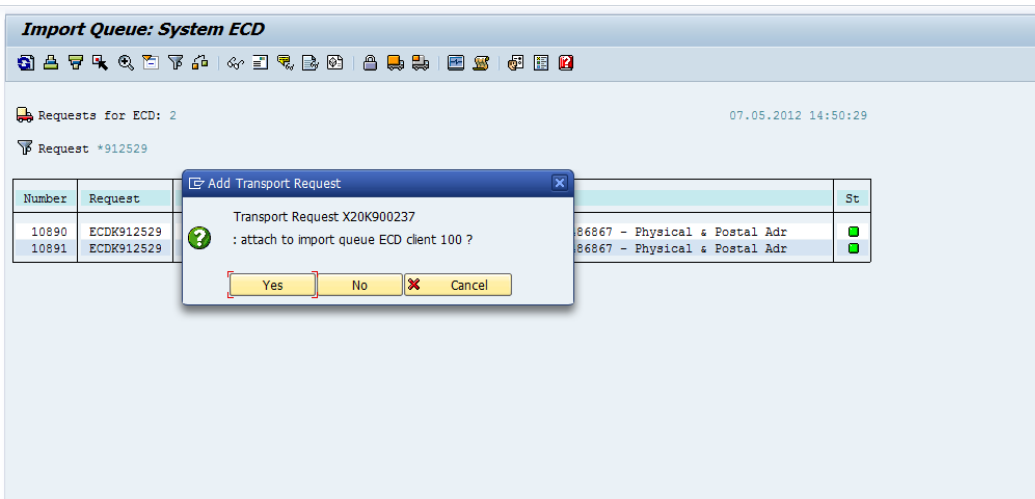 Import Queue: System ECD
Requests for ECD: 2
07.05.2012 14:50:29
Request *912529
Add Transport Request
Transport Request X20K900237
: attach to import queue ECD client 100 ?
Yes No Cancel
Number Request St
10890 ECDK912529 86867 - Physical & Postal Adr
10891 ECDK912529 86867 - Physical & Postal Adr